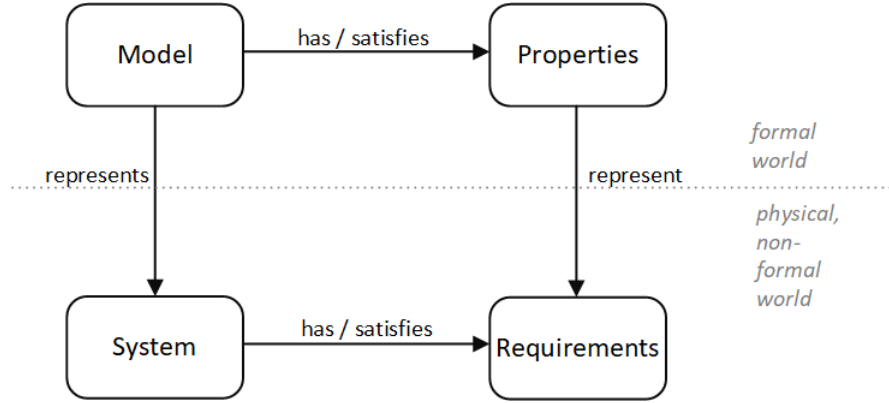 Model
has / satisfies
Properties
formal
world
represents
represent
physical,
non-
formal
world
System
has / satisfies
Requirements